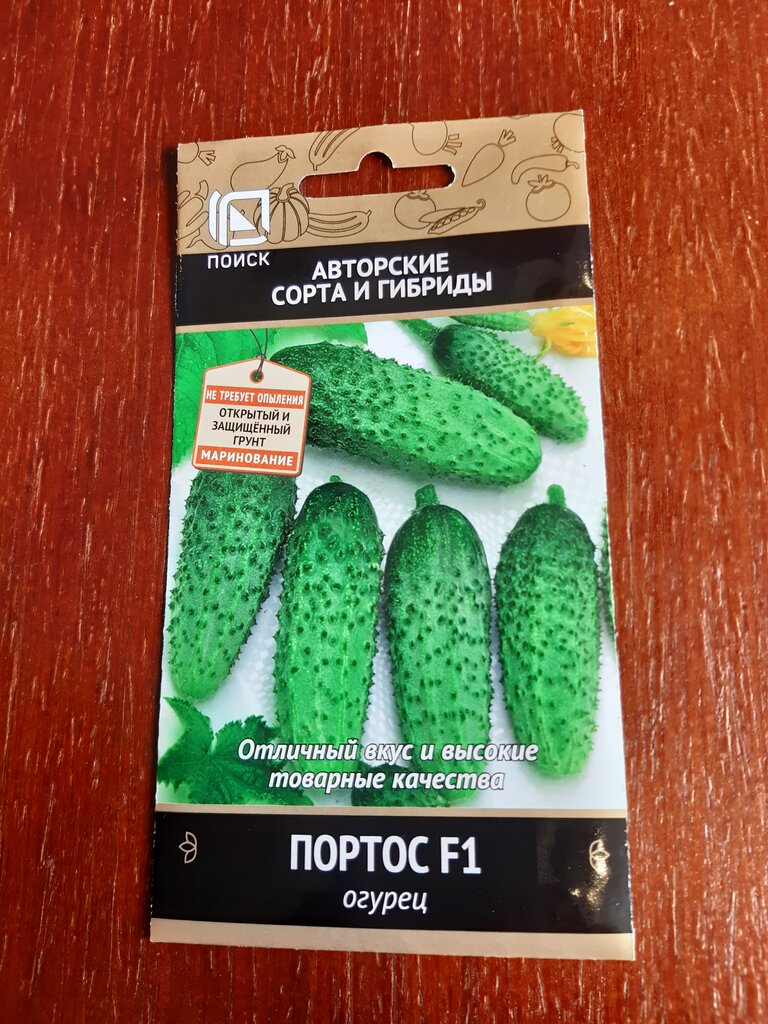 ПОИСК
АВТОРСКИЕ
СОРТА И ГИБРИДЫ
НЕ ТРЕБУЕТ ОПЫЛЕНИЯ
ОТКРЫТЫЙ И
ЗАЩИЩЁННЫЙ
ГРУНТ
МАРИНОВАНИЕ
Отличный вкус и высокие
товарные качества
ПОРТОС F1
огурец